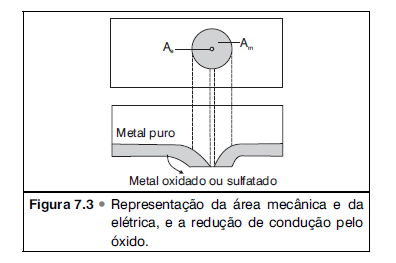 Aₑ
Aₘ
Metal puro
Metal oxidado ou sulfatado
Figura 7.3 • Representação da área mecânica e da
elétrica, e a redução de condução pelo
óxido.